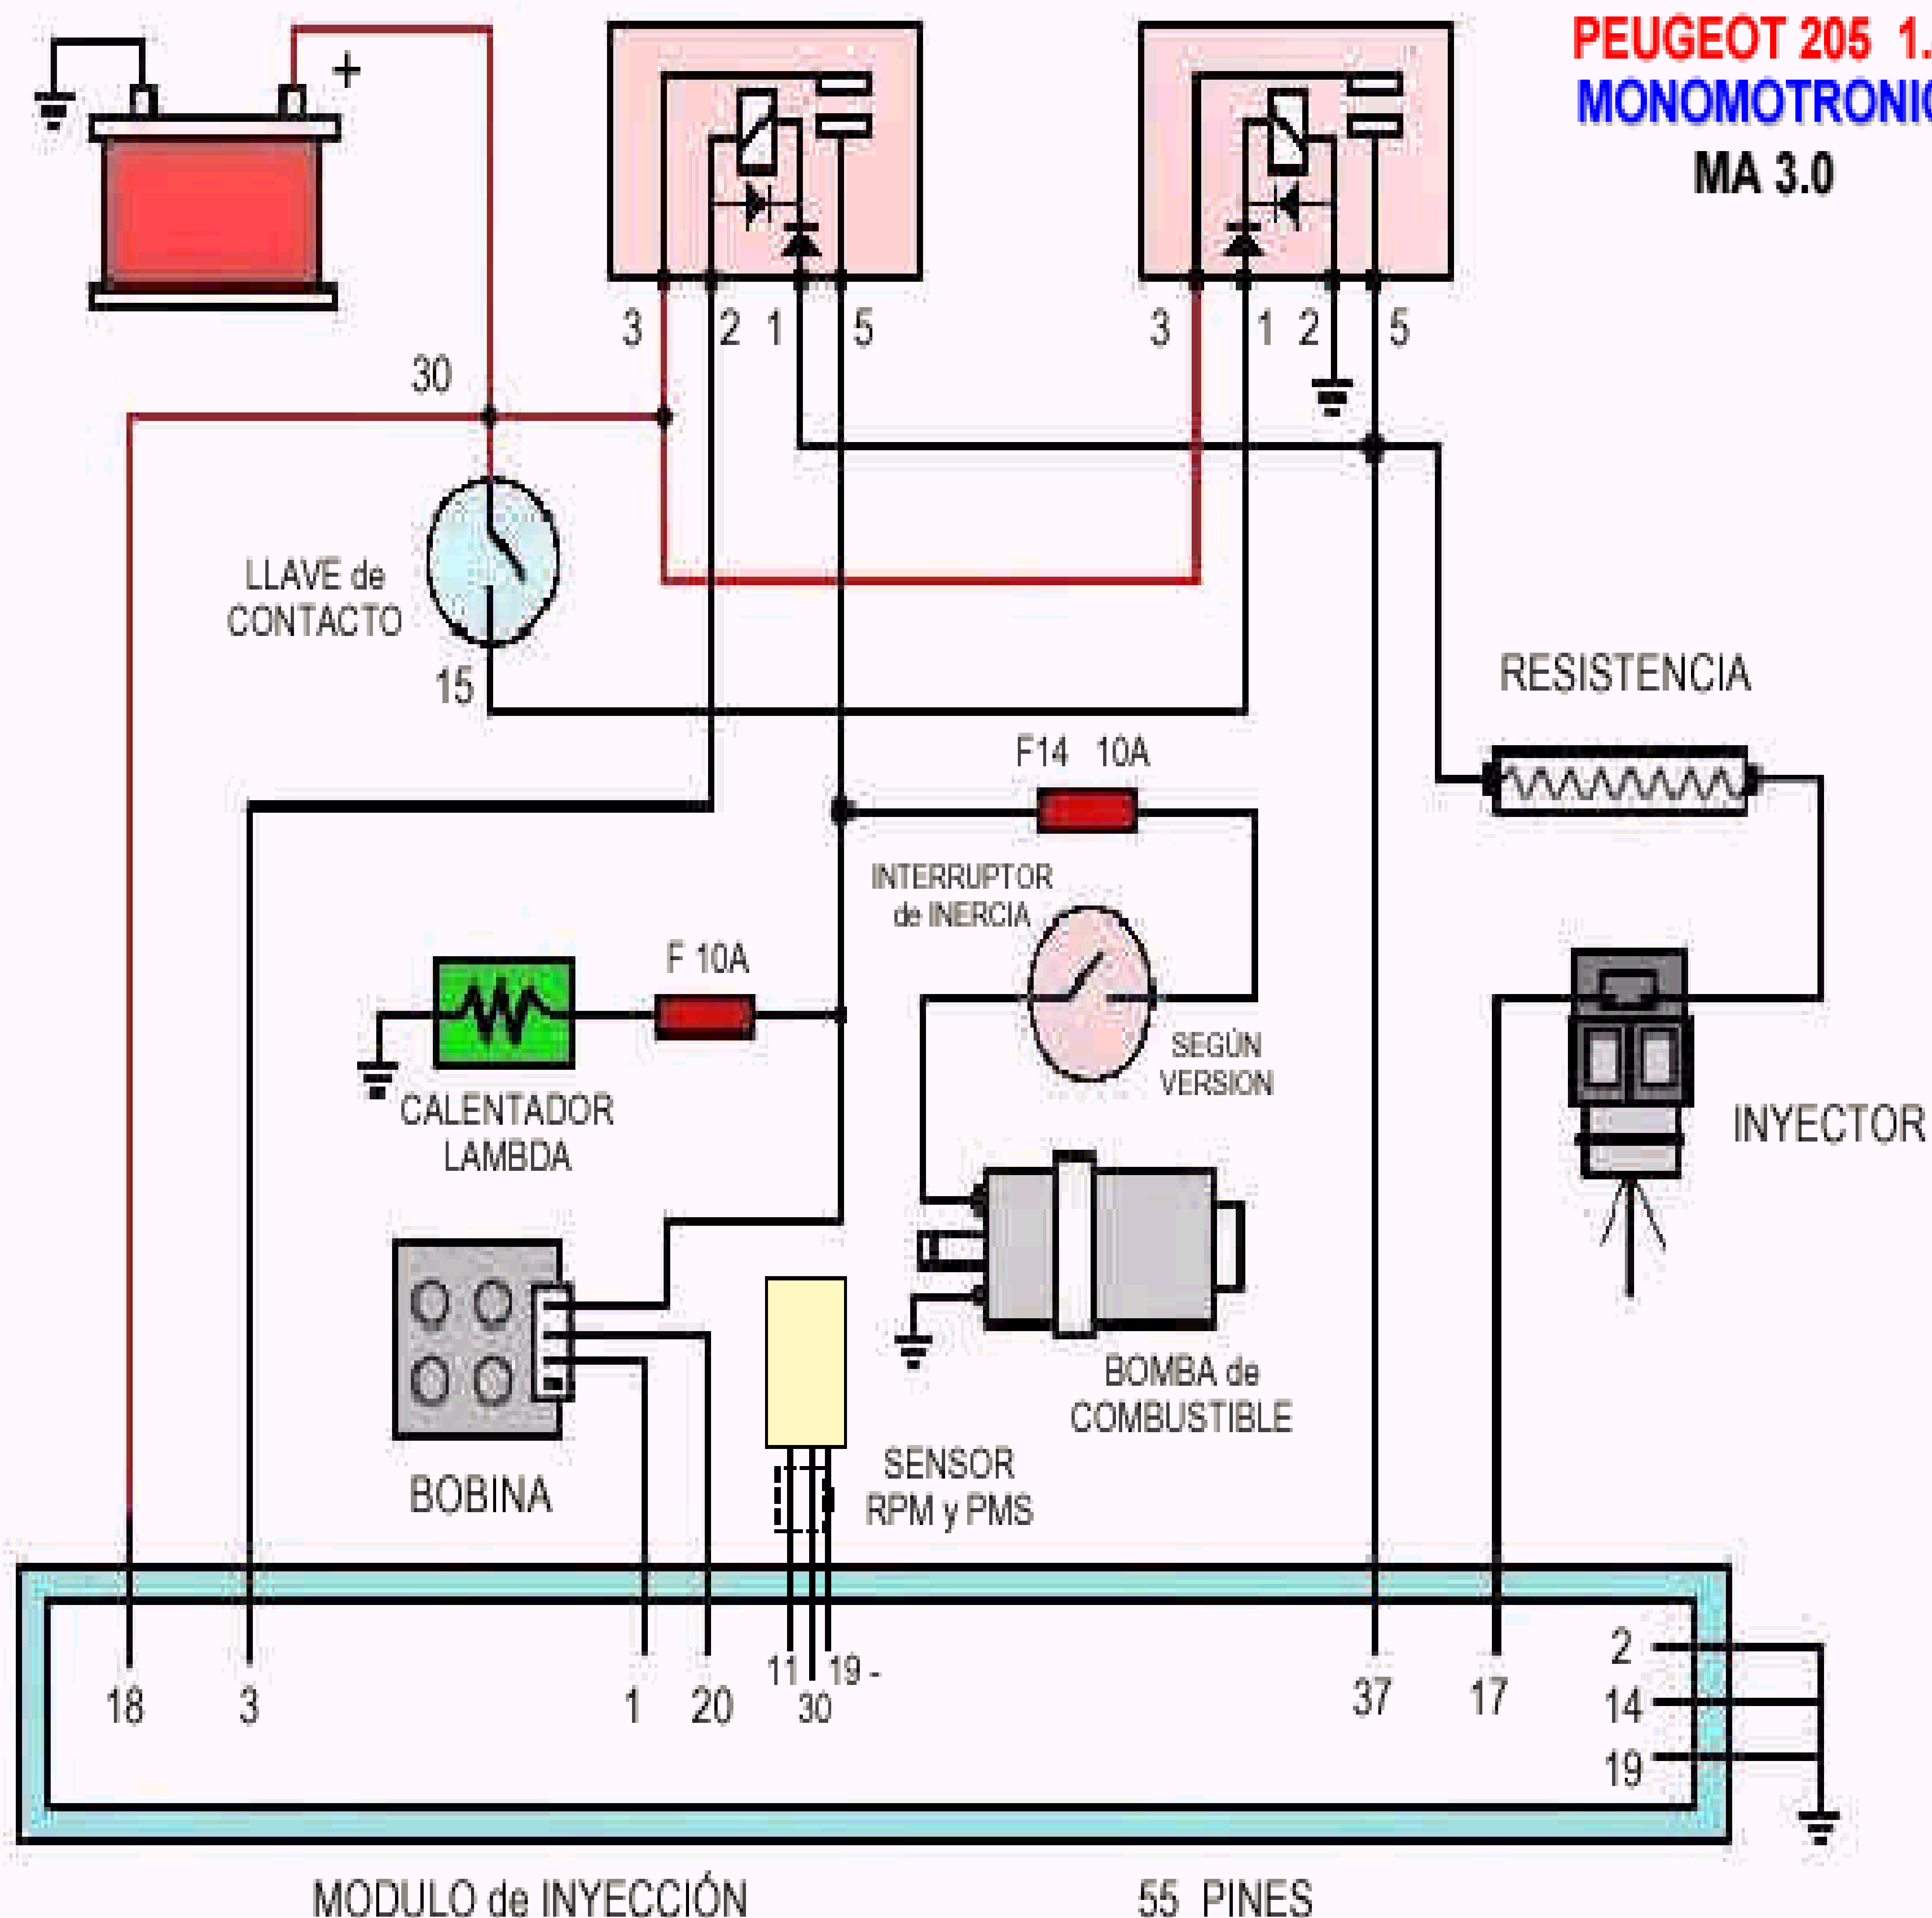 PEUGEOT 205 1.
MONOMOTRONIC
MA 3.0
+
3 2 1 5
3 1 2 5
30
LLAVE de
CONTACTO
15
RESISTENCIA
F14 10A
INTERRUPTOR
de INERCIA
F 10A
SEGÚN
VERSION
CALENTADOR
LAMBDA
INYECTOR
BOMBA de
COMBUSTIBLE
SENSOR
RPM y PMS
BOBINA
18 3 1 20 11 30 19 - 37 17
2
14
19
MODULO de INYECCIÓN 55 PINES